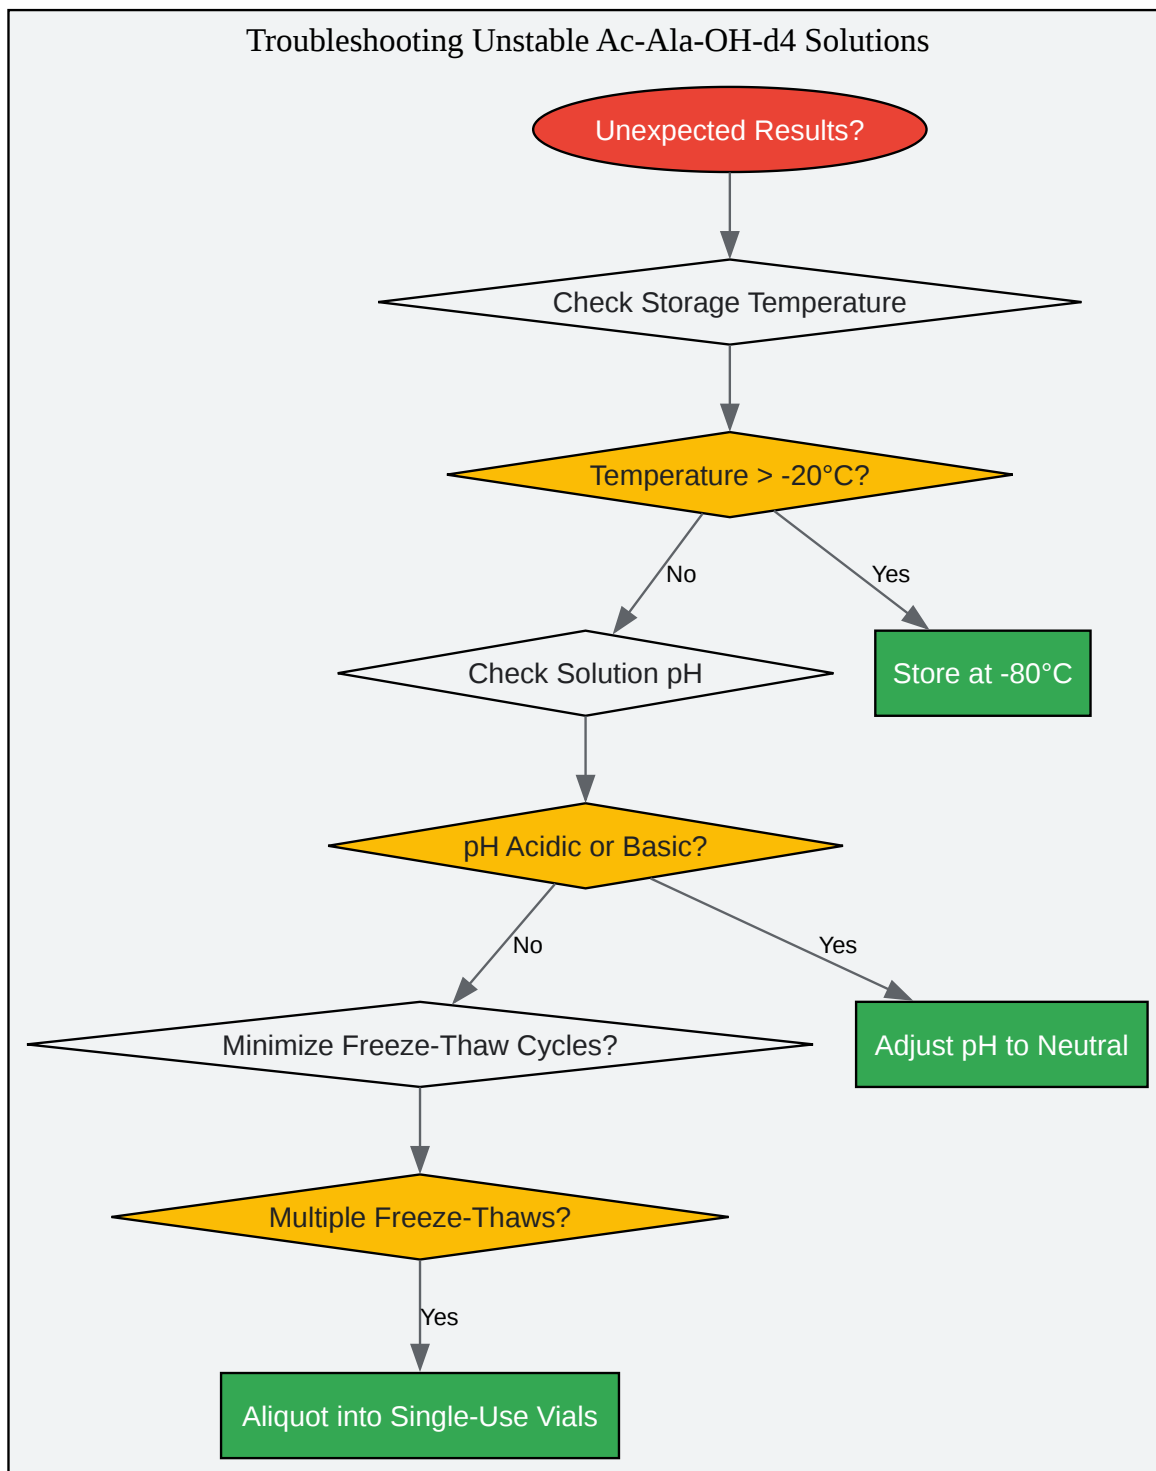 Troubleshooting Unstable Ac-Ala-OH-d4 Solutions
Unexpected Results?
Check Storage Temperature
Temperature > -20°C?
No
Yes
Check Solution pH
Store at -80°C
pH Acidic or Basic?
No
Yes
Minimize Freeze-Thaw Cycles?
Adjust pH to Neutral
Multiple Freeze-Thaws?
Yes
Aliquot into Single-Use Vials